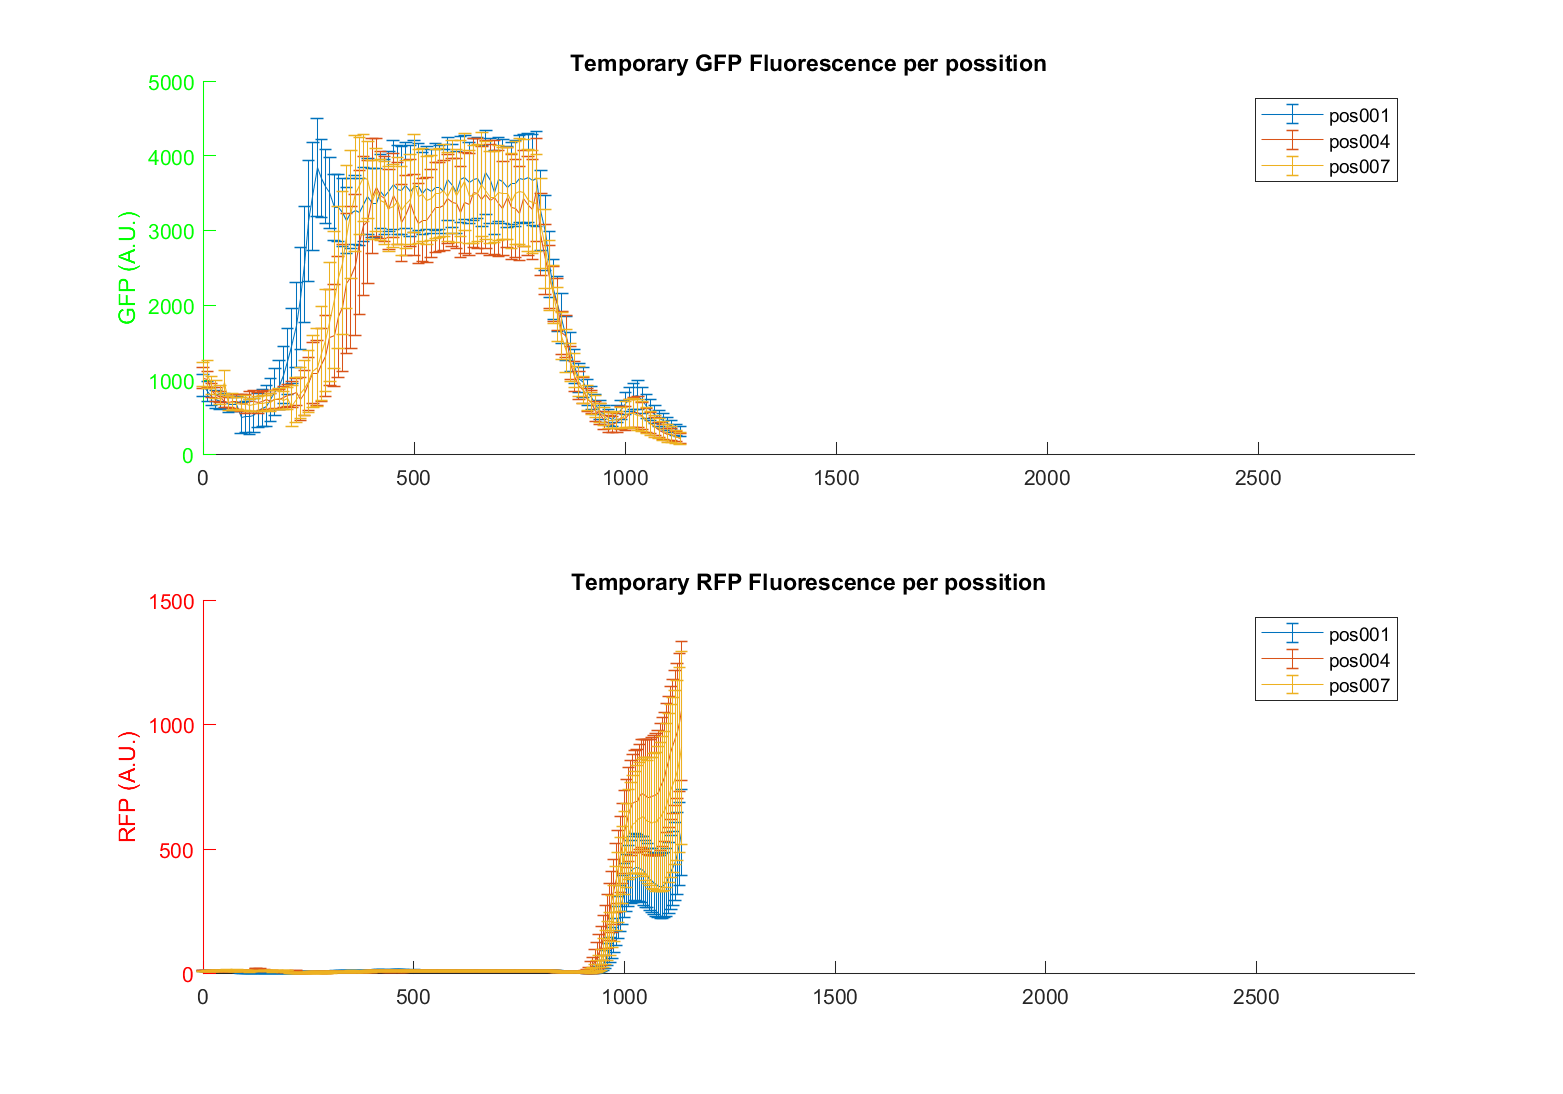 Temporary GFP Fluorescence per possition
5000
4000
3000
2000
1000
0
GFP (A.U.)
0 500 1000 1500 2000 2500
pos001
pos004
pos007
Temporary RFP Fluorescence per possition
1500
1000
500
0
RFP (A.U.)
0 500 1000 1500 2000 2500
pos001
pos004
pos007